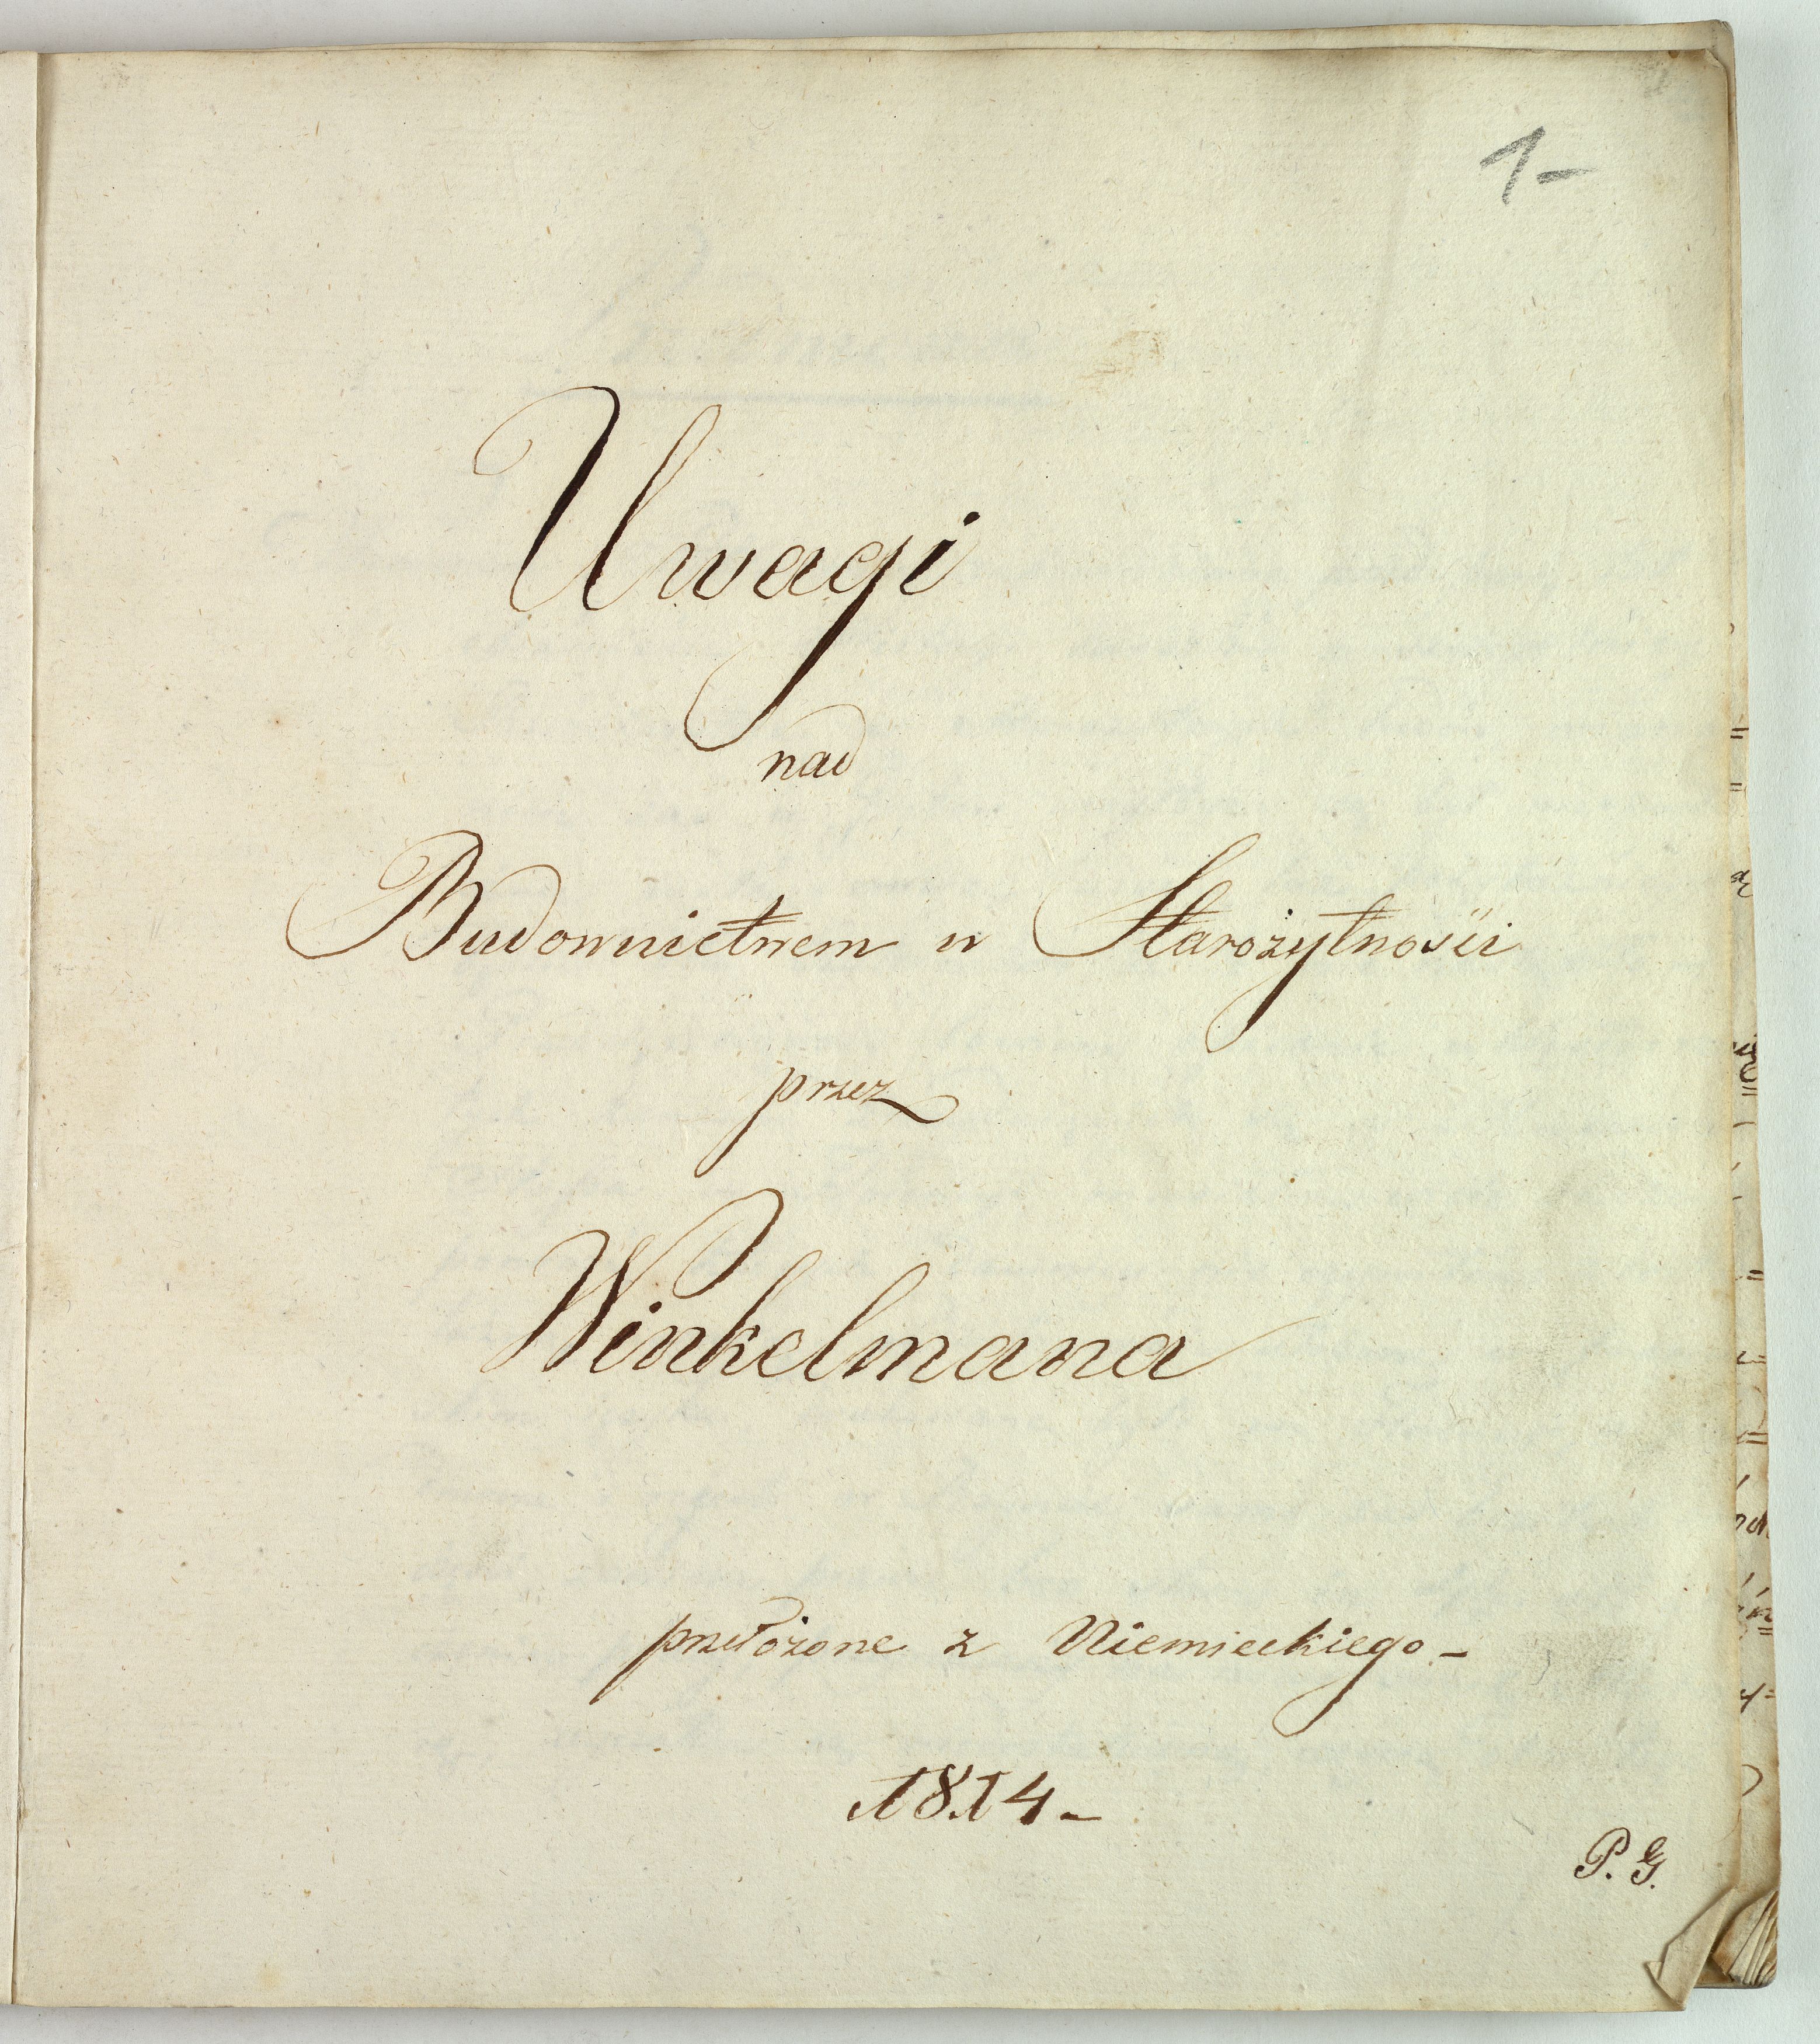 1-
Uwagi
nad
Budownictwem w Starożytności
przez
Winkelmana
przełożone z Niemieckiego -
1814 -
P. G.